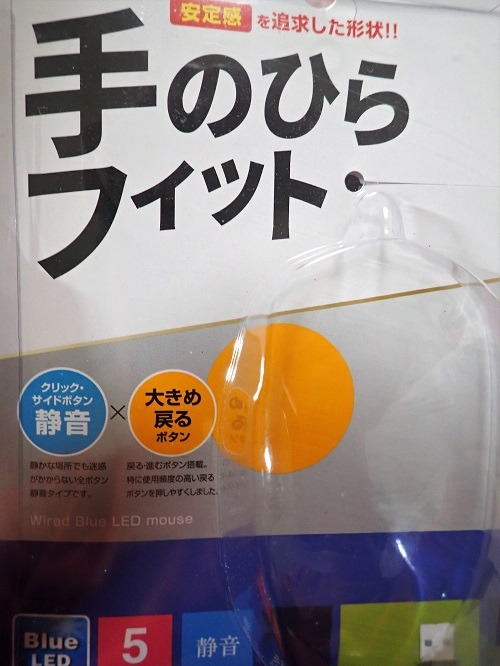 安定感 を追求した形状!!
手のひら
フィット・
クリック・
サイドボタン
静音
×
大きめ
戻る
ボタン
静かな場所でも迷惑
がかからない全ボタン
静音タイプです。
戻る・進むボタン搭載。
特に使用頻度の高い戻る
ボタンを押しやすくしました。
Wired Blue LED mouse
Blue
LED
5
静音